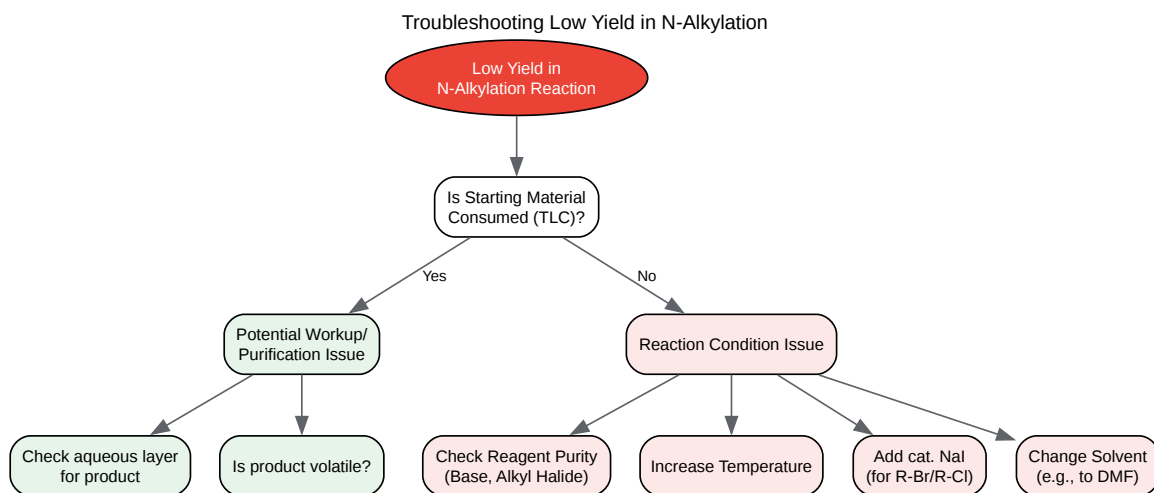 Troubleshooting Low Yield in N-Alkylation
Low Yield in
N-Alkylation Reaction
Is Starting Material
Consumed (TLC)?
Yes
No
Potential Workup/
Purification Issue
Reaction Condition Issue
Check aqueous layer
for product
Is product volatile?
Check Reagent Purity
(Base, Alkyl Halide)
Increase Temperature
Add cat. NaI
(for R-Br/R-Cl)
Change Solvent
(e.g., to DMF)